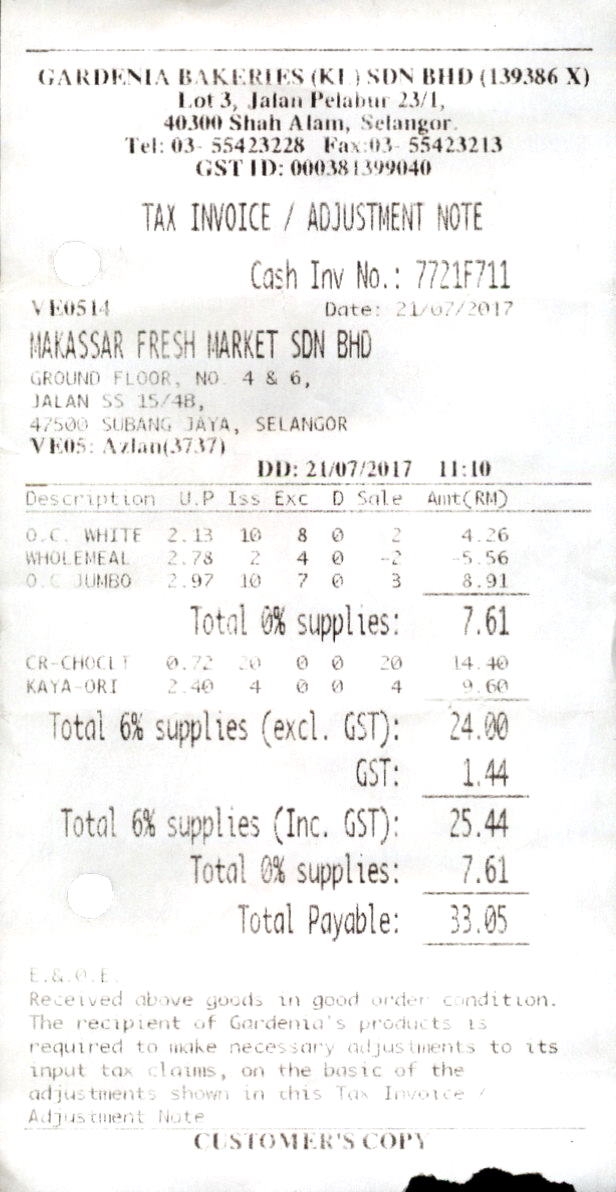 GARDENIA BAKERIES (KL) SDN BHD (139386 X)
Lot 3, Jalan Pelabur 23/1,
40300 Shah Alam, Selangor.
Tel: 03- 55423228 Fax:03- 55423213
GST ID: 000381399040
TAX INVOICE / ADJUSTMENT NOTE
Cash Inv No.: 7721F711
VE0514 Date: 21/07/2017
MAKASSAR FRESH MARKET SDN BHD
GROUND FLOOR, NO. 4 & 6,
JALAN SS 15/4B,
47500 SUBANG JAYA, SELANGOR
VE05: Azlan(3737)
DD: 21/07/2017 11:10
Description U.P Iss Exc D Sale Amt(RM)
O.C. WHITE 2.13 10 8 0 2 4.26
WHOLEMEAL 2.78 2 4 0 -2 -5.56
O.C JUMBO 2.97 10 7 0 3 8.91
Total 0% supplies: 7.61
CR-CHOCLT 0.72 20 0 0 20 14.40
KAYA-ORI 2.40 4 0 0 4 9.60
Total 6% supplies (excl. GST): 24.00
GST: 1.44
Total 6% supplies (Inc. GST): 25.44
Total 0% supplies: 7.61
Total Payable: 33.05
E.&.O.E.
Received above goods in good order condition.
The recipient of Gardenia's products is
required to make necessary adjustments to its
input tax claims, on the basic of the
adjustments shown in this Tax Invoice /
Adjustment Note
CUSTOMER'S COPY